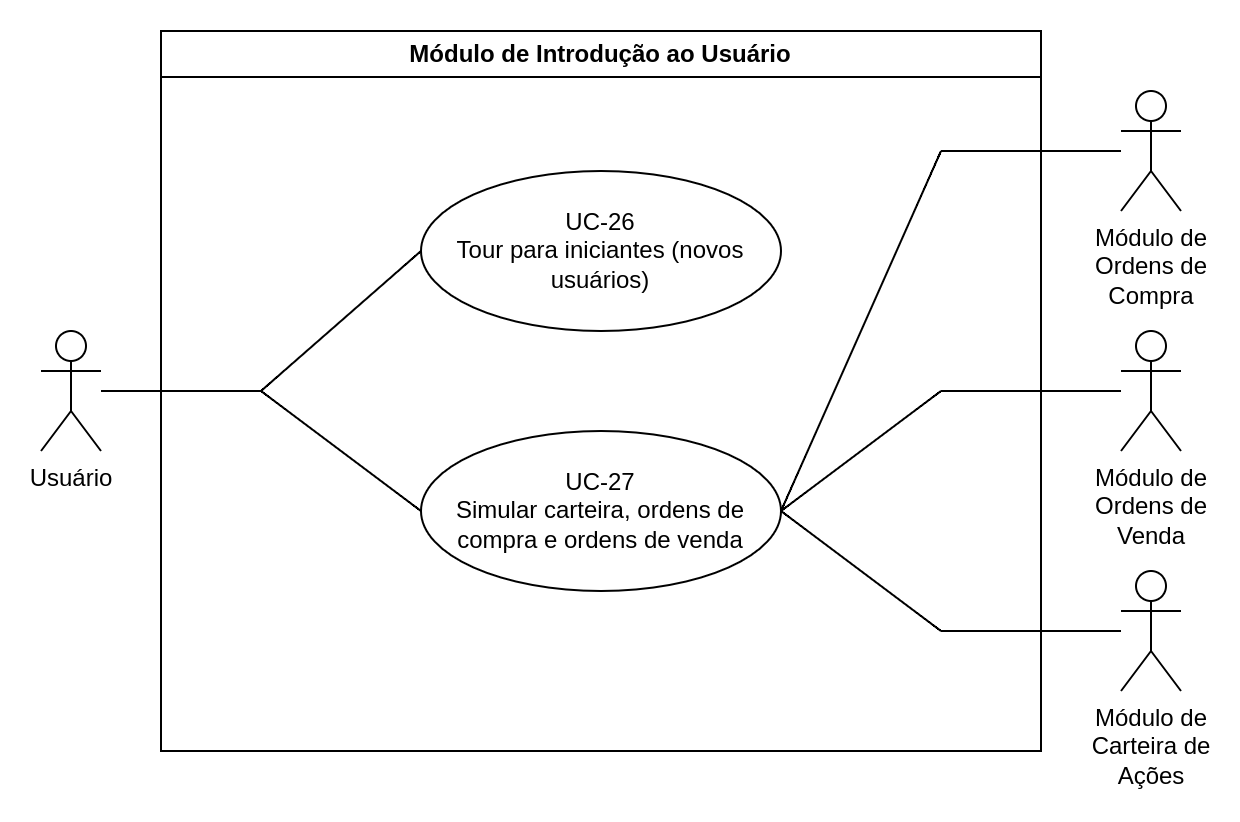 Módulo de Introdução ao Usuário
UC-26
Tour para iniciantes (novos
usuários)
Módulo de
Ordens de
Compra
Usuário
UC-27
Simular carteira, ordens de
compra e ordens de venda
Módulo de
Ordens de
Venda
Módulo de
Carteira de
Ações